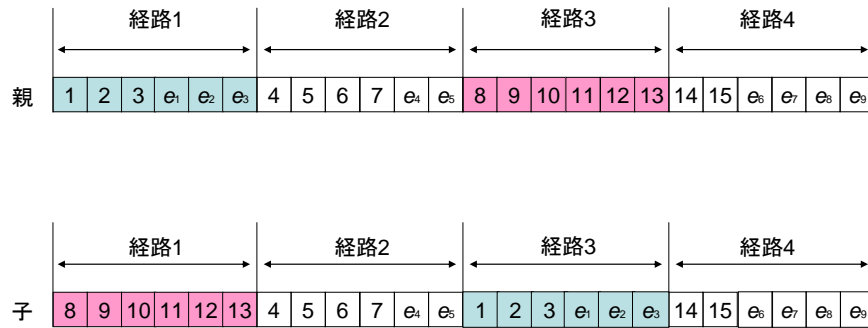 経路1 経路2 経路3 経路4
親 1 2 3 e₁ e₂ e₃ 4 5 6 7 e₄ e₅ 8 9 10 11 12 13 14 15 e₆ e₇ e₈ e₉
経路1 経路2 経路3 経路4
子 8 9 10 11 12 13 4 5 6 7 e₄ e₅ 1 2 3 e₁ e₂ e₃ 14 15 e₆ e₇ e₈ e₉